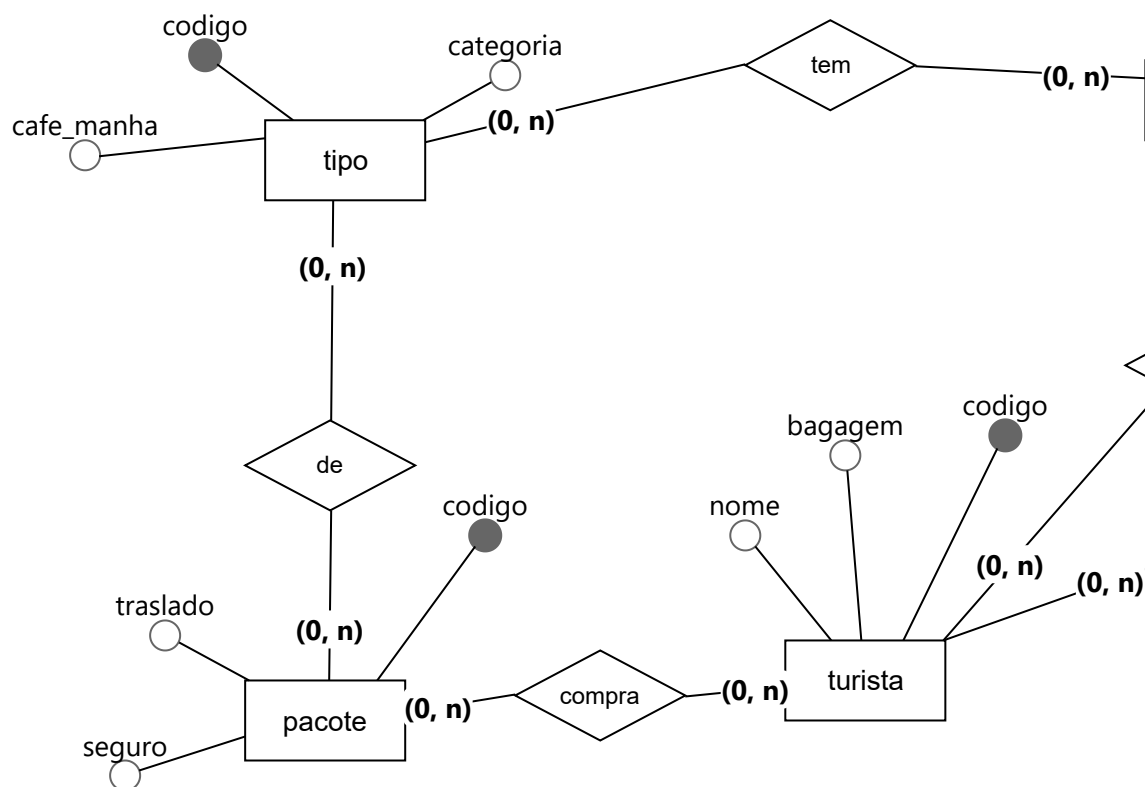 codigo
categoria
tem
(0, n)
cafe_manha
(0, n)
tipo
(0, n)
de
codigo
bagagem
codigo
nome
(0, n)
(0, n)
traslado
(0, n)
turista
compra
(0, n)
(0, n)
pacote
seguro